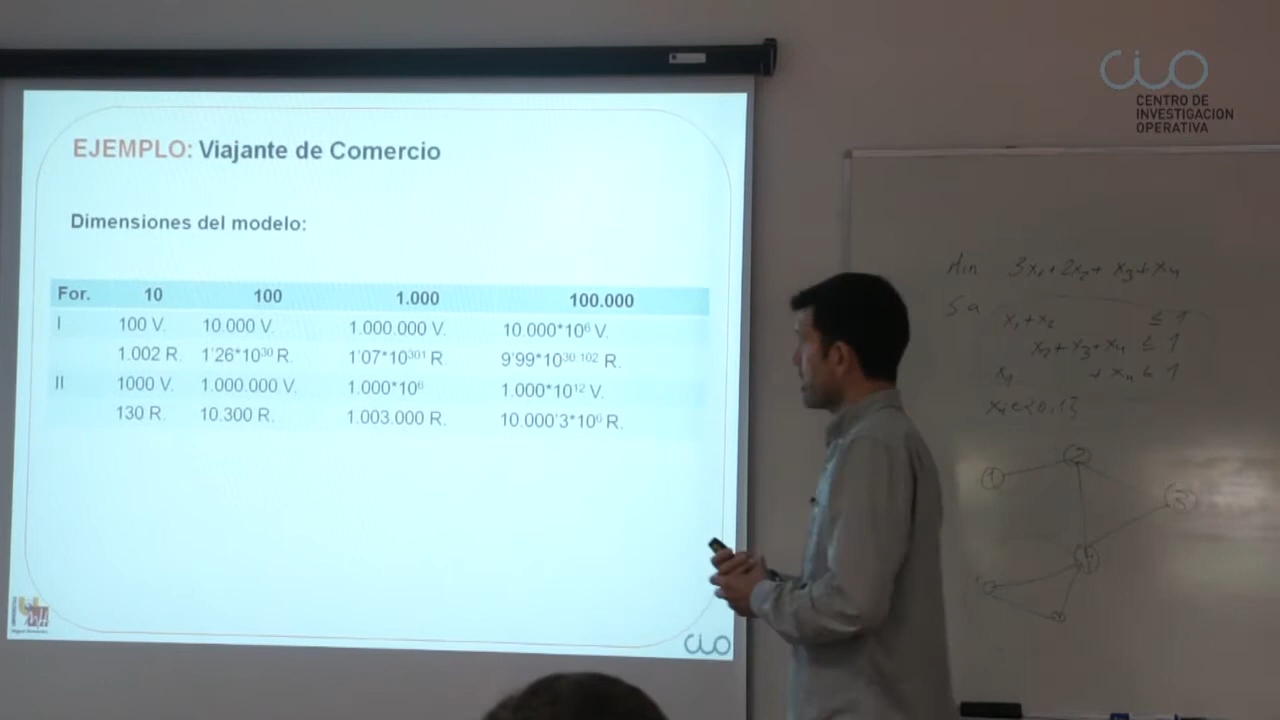 CIO
CENTRO DE
INVESTIGACION
OPERATIVA
EJEMPLO: Viajante de Comercio
Dimensiones del modelo:
For. 10 100 1.000 100.000
I 100 V. 10.000 V. 1.000.000 V. 10.000*10⁶ V.
1.002 R. 1'26*10³⁰ R. 1'07*10³⁰¹ R. 9'99*10³⁰·¹⁰² R.
II 1000 V. 1.000.000 V. 1.000*10⁶ 1.000*10¹² V.
130 R. 10.300 R. 1.003.000 R. 10.000'3*10⁶ R.
CIO
Min 3x₁+2x₂+x₃+x₄
S.a
x₁+x₂ ≤ 1
x₂+x₃+x₄ ≤ 1
x₁ +x₄ ≤ 1
xᵢ∈{0,1}
1
2
3
4